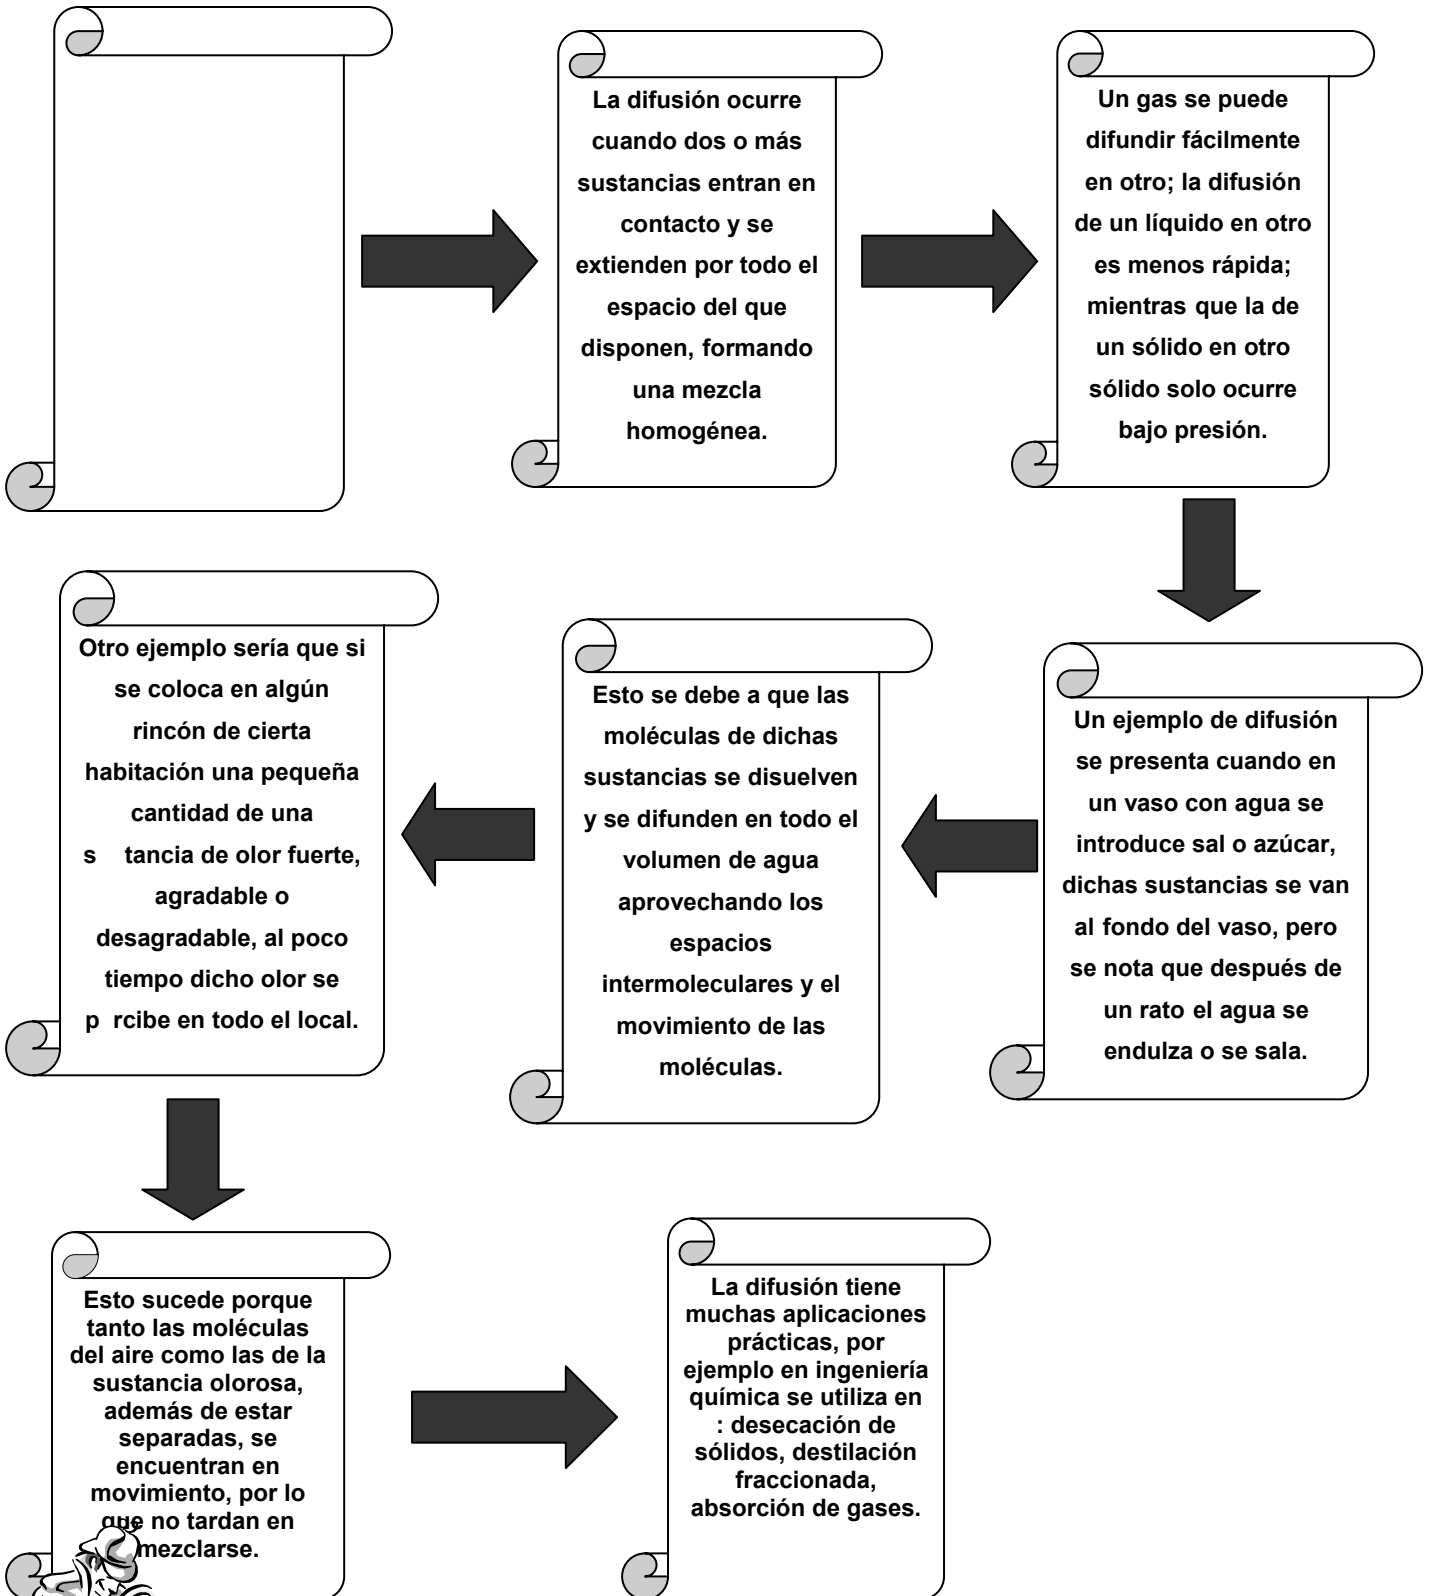 La difusión ocurre
cuando dos o más
sustancias entran en
contacto y se
extienden por todo el
espacio del que
disponen, formando
una mezcla
homogénea.
Un gas se puede
difundir fácilmente
en otro; la difusión
de un líquido en otro
es menos rápida;
mientras que la de
un sólido en otro
sólido solo ocurre
bajo presión.
Un ejemplo de difusión
se presenta cuando en
un vaso con agua se
introduce sal o azúcar,
dichas sustancias se van
al fondo del vaso, pero
se nota que después de
un rato el agua se
endulza o se sala.
Esto se debe a que las
moléculas de dichas
sustancias se disuelven
y se difunden en todo el
volumen de agua
aprovechando los
espacios
intermoleculares y el
movimiento de las
moléculas.
Otro ejemplo sería que si
se coloca en algún
rincón de cierta
habitación una pequeña
cantidad de una
s tancia de olor fuerte,
agradable o
desagradable, al poco
tiempo dicho olor se
p rcibe en todo el local.
Esto sucede porque
tanto las moléculas
del aire como las de la
sustancia olorosa,
además de estar
separadas, se
encuentran en
movimiento, por lo
que no tardan en
mezclarse.
La difusión tiene
muchas aplicaciones
prácticas, por
ejemplo en ingeniería
química se utiliza en
: desecación de
sólidos, destilación
fraccionada,
absorción de gases.